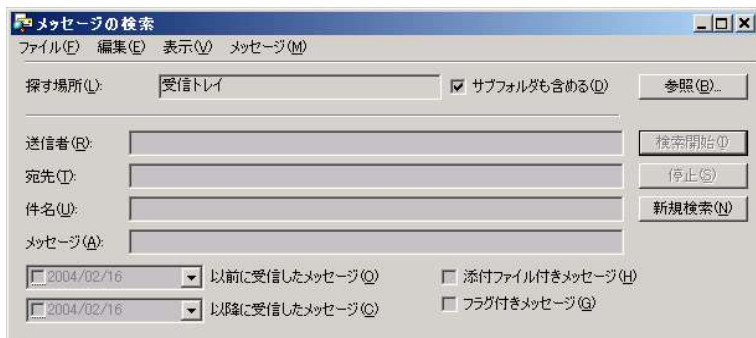 メッセージの検索
ファイル(F) 編集(E) 表示(V) メッセージ(M)
探す場所(L): 受信トレイ サブフォルダも含める(D) 参照(B)...
送信者(R): 検索開始(I)
宛先(T): 停止(S)
件名(U): 新規検索(N)
メッセージ(A):
2004/02/16 以前に受信したメッセージ(O) 添付ファイル付きメッセージ(H)
2004/02/16 以降に受信したメッセージ(C) フラグ付きメッセージ(G)